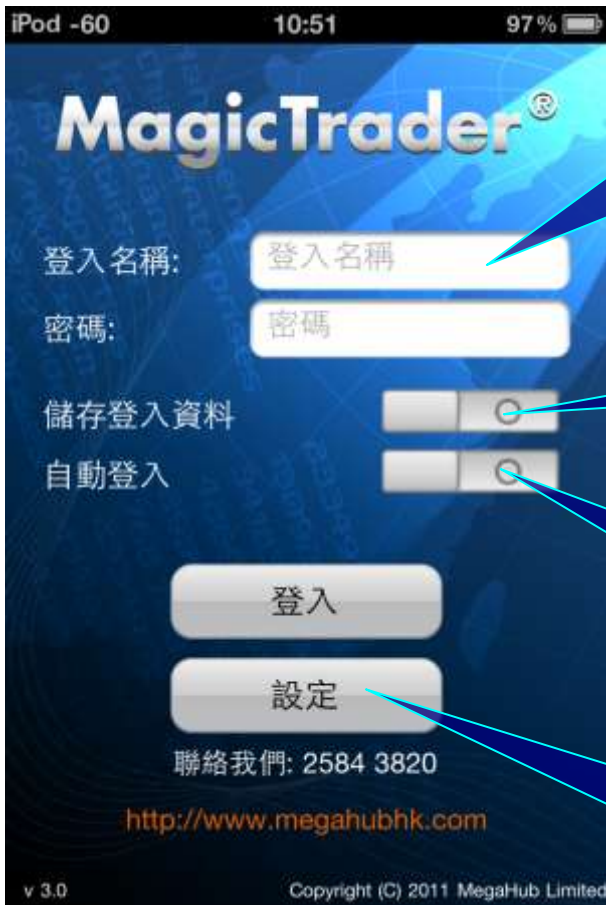 iPod -60 10:51 97%
MagicTrader®
登入名稱: 登入名稱
密碼: 密碼
儲存登入資料
自動登入
登入
設定
聯絡我們: 2584 3820
http://www.megahubhk.com
v 3.0 Copyright (C) 2011 MegaHub Limited